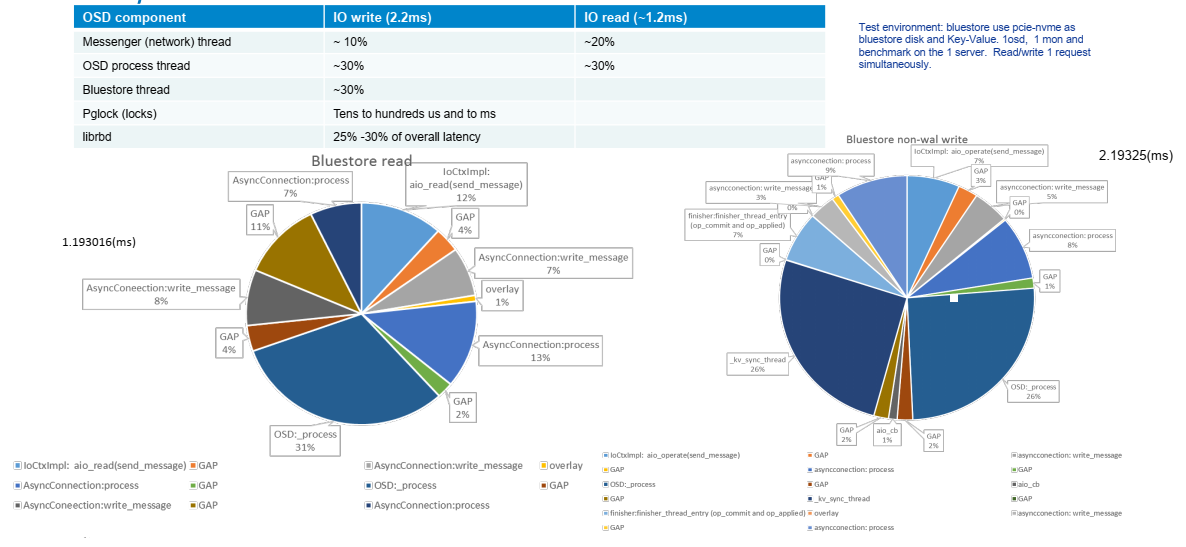 OSD component IO write (2.2ms) IO read (~1.2ms)
Messenger (network) thread ~ 10% ~20%
OSD process thread ~30% ~30%
Bluestore thread ~30%
Pglock (locks) Tens to hundreds us and to ms
librbd 25% -30% of overall latency
Test environment: bluestore use pcie-nvme as
bluestore disk and Key-Value. 1osd, 1 mon and
benchmark on the 1 server. Read/write 1 request
simultaneously.
Bluestore read
1.193016(ms)
IoCtxImpl:
aio_read(send_message)
12%
GAP
4%
AsyncConnection:write_message
7%
overlay
1%
AsyncConnection:process
13%
GAP
2%
OSD:_process
31%
GAP
4%
AsyncConeection:write_message
8%
GAP
11%
AsyncConnection:process
7%
IoCtxImpl: aio_read(send_message) GAP AsyncConnection:write_message overlay
AsyncConnection:process GAP OSD:_process GAP
AsyncConeection:write_message GAP AsyncConnection:process
Bluestore non-wal write
2.19325(ms)
IoCtxImpl: aio_operate(send_message)
7%
GAP
3%
asyncconection: write_message
5%
GAP
0%
asyncconection: process
8%
GAP
1%
OSD:_process
26%
GAP
2%
aio_cb
1%
GAP
2%
_kv_sync_thread
26%
GAP
0%
finisher:finisher_thread_entry
(op_commit and op_applied)
7%
0%
asyncconection: write_message
3%
GAP
1%
asyncconection: process
9%
IoCtxImpl: aio_operate(send_message) GAP asyncconection: write_message
GAP asyncconection: process GAP
OSD:_process GAP aio_cb
GAP _kv_sync_thread GAP
finisher:finisher_thread_entry (op_commit and op_applied) overlay asyncconection: write_message
GAP asyncconection: process